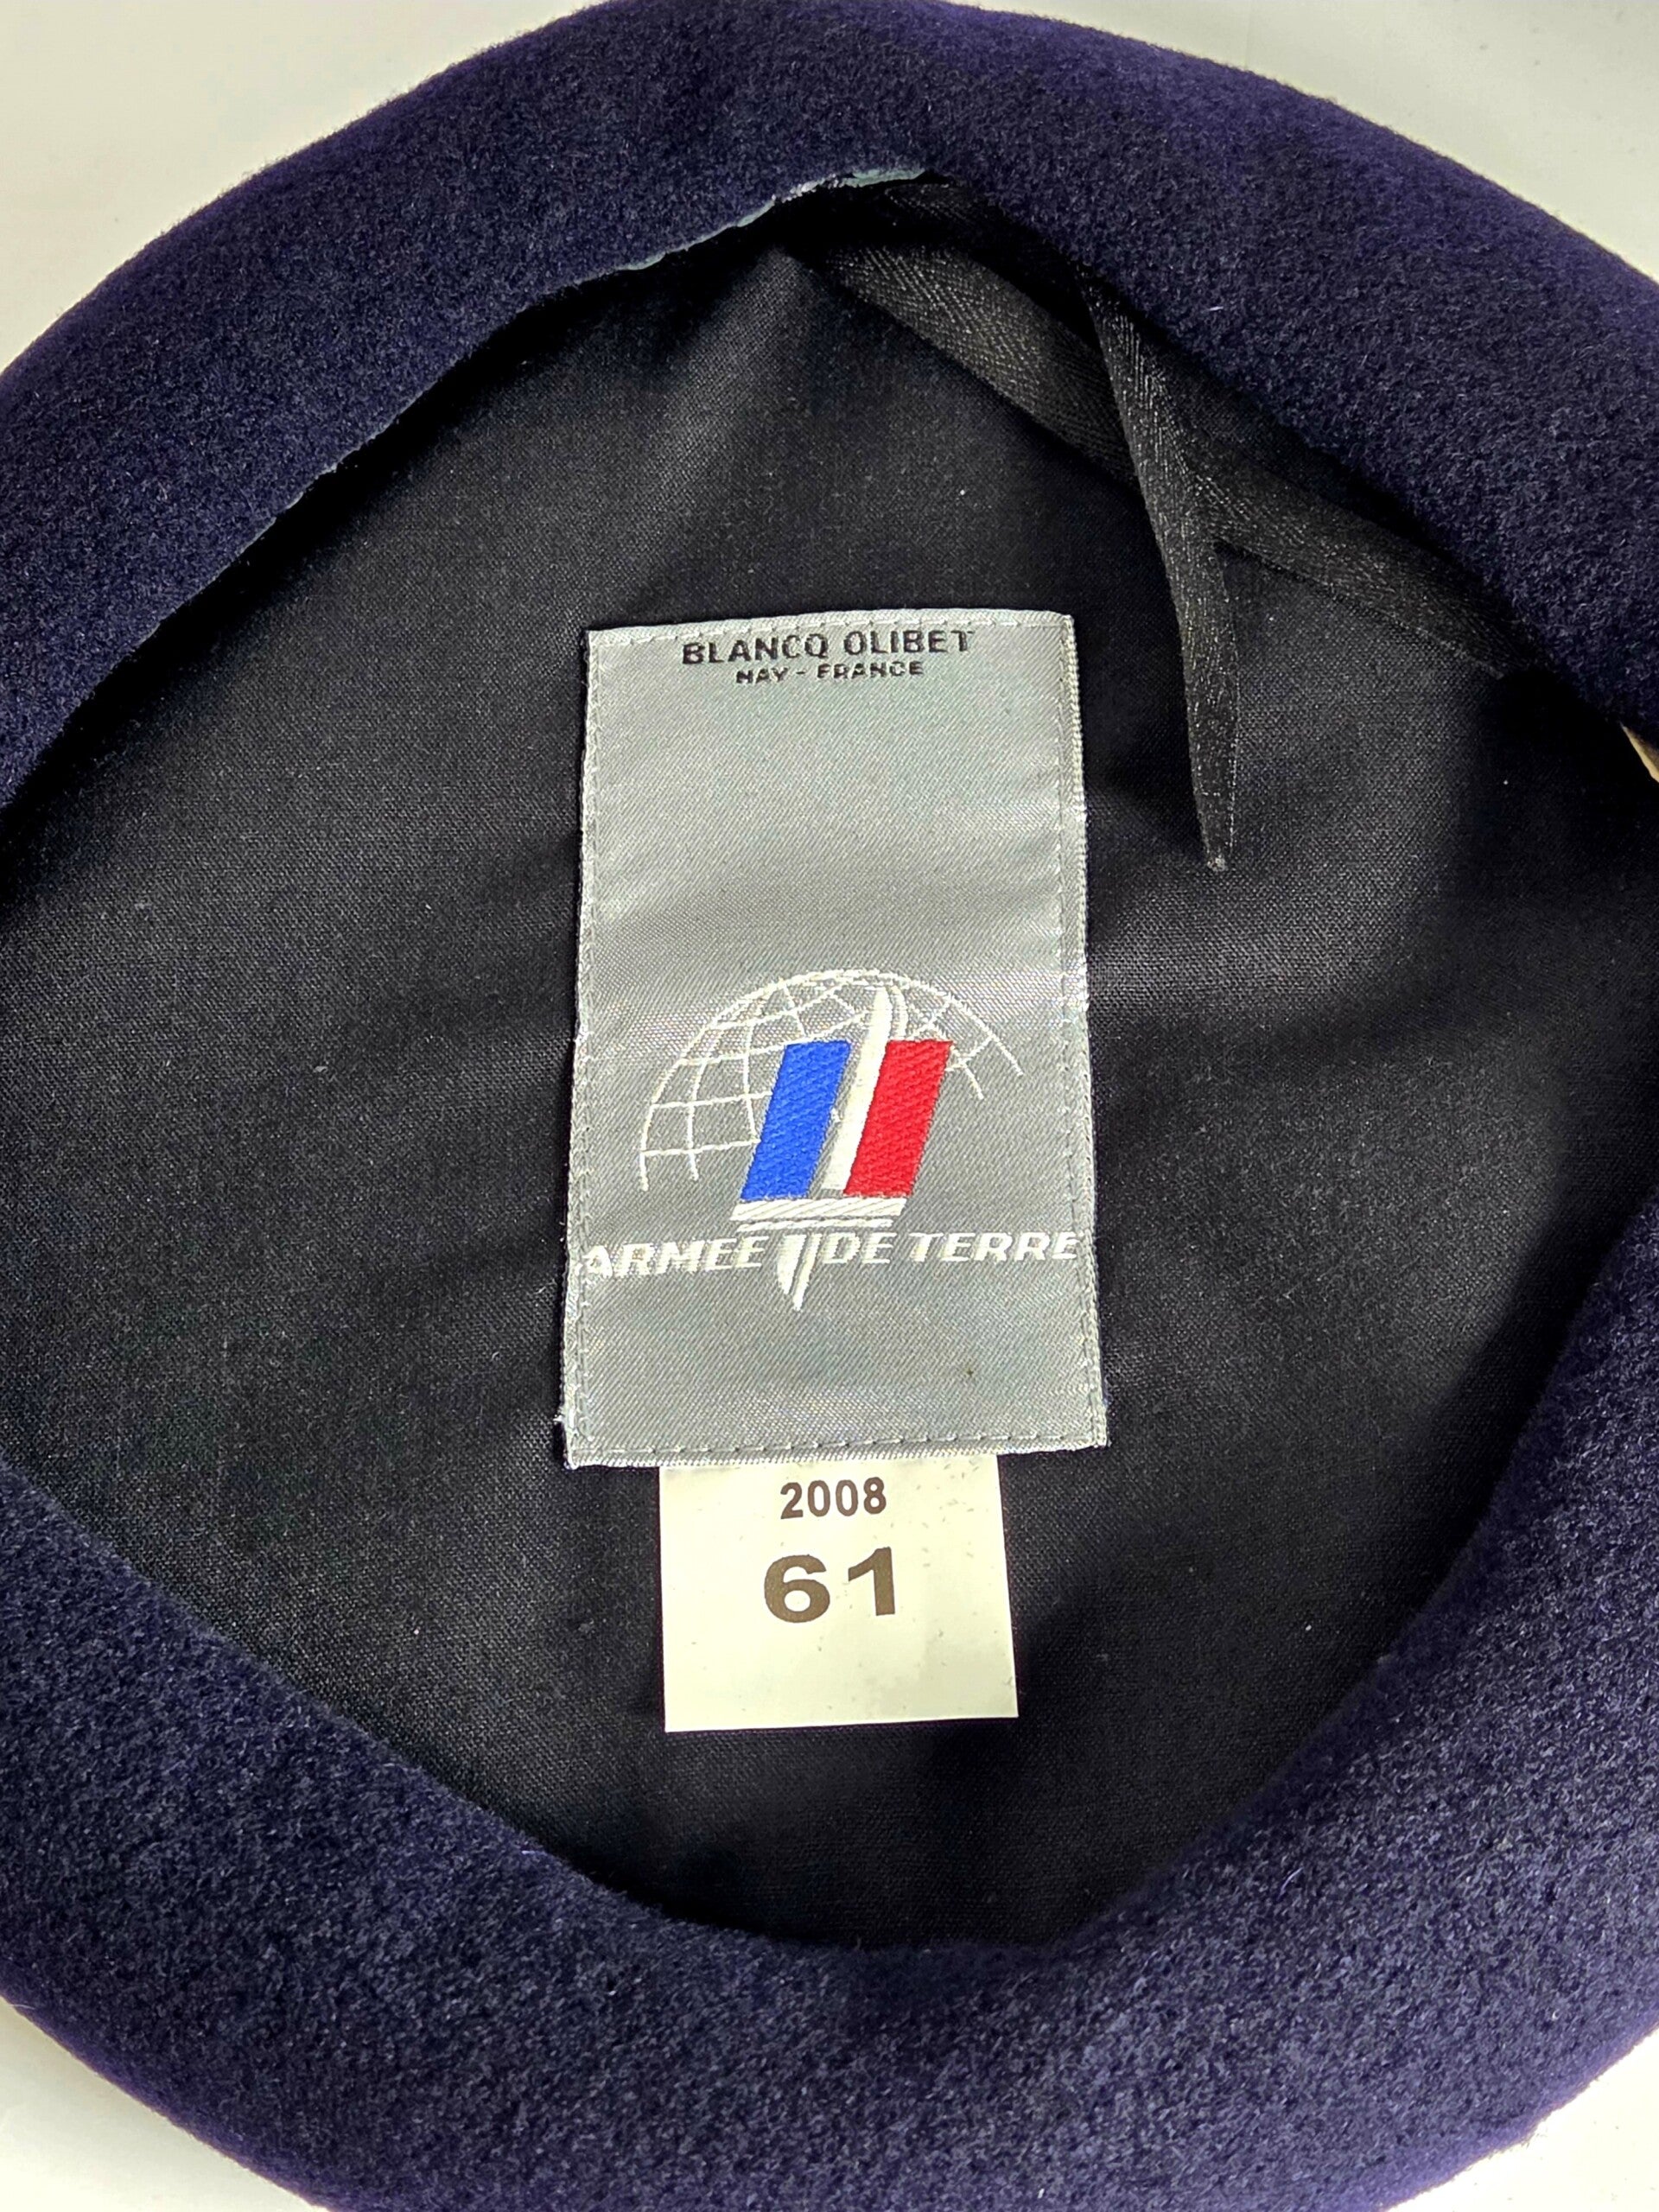 BLANCQ OLIBET
NAY - FRANCE
ARMEE DE TERRE
2008
61